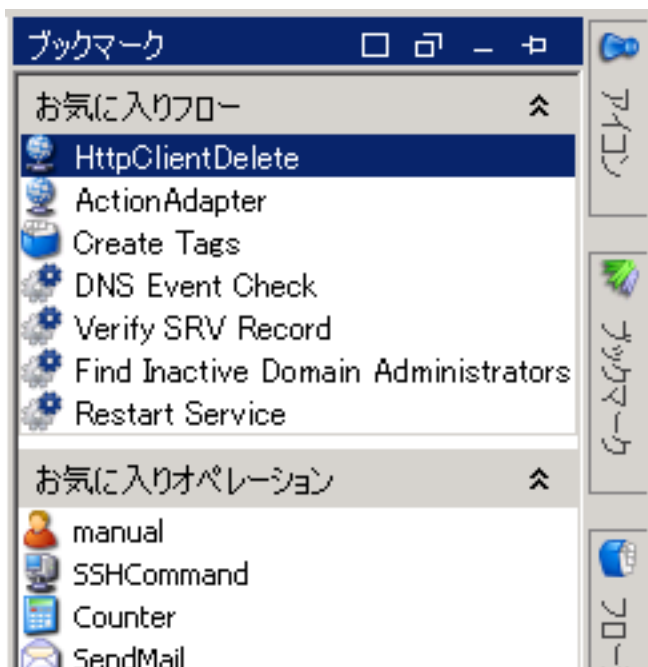 ブックマーク
お気に入りフロー
HttpClientDelete
ActionAdapter
Create Tags
DNS Event Check
Verify SRV Record
Find Inactive Domain Administrators
Restart Service
お気に入りオペレーション
manual
SSHCommand
Counter
SendMail
アイコン
ブックマーク
フロー